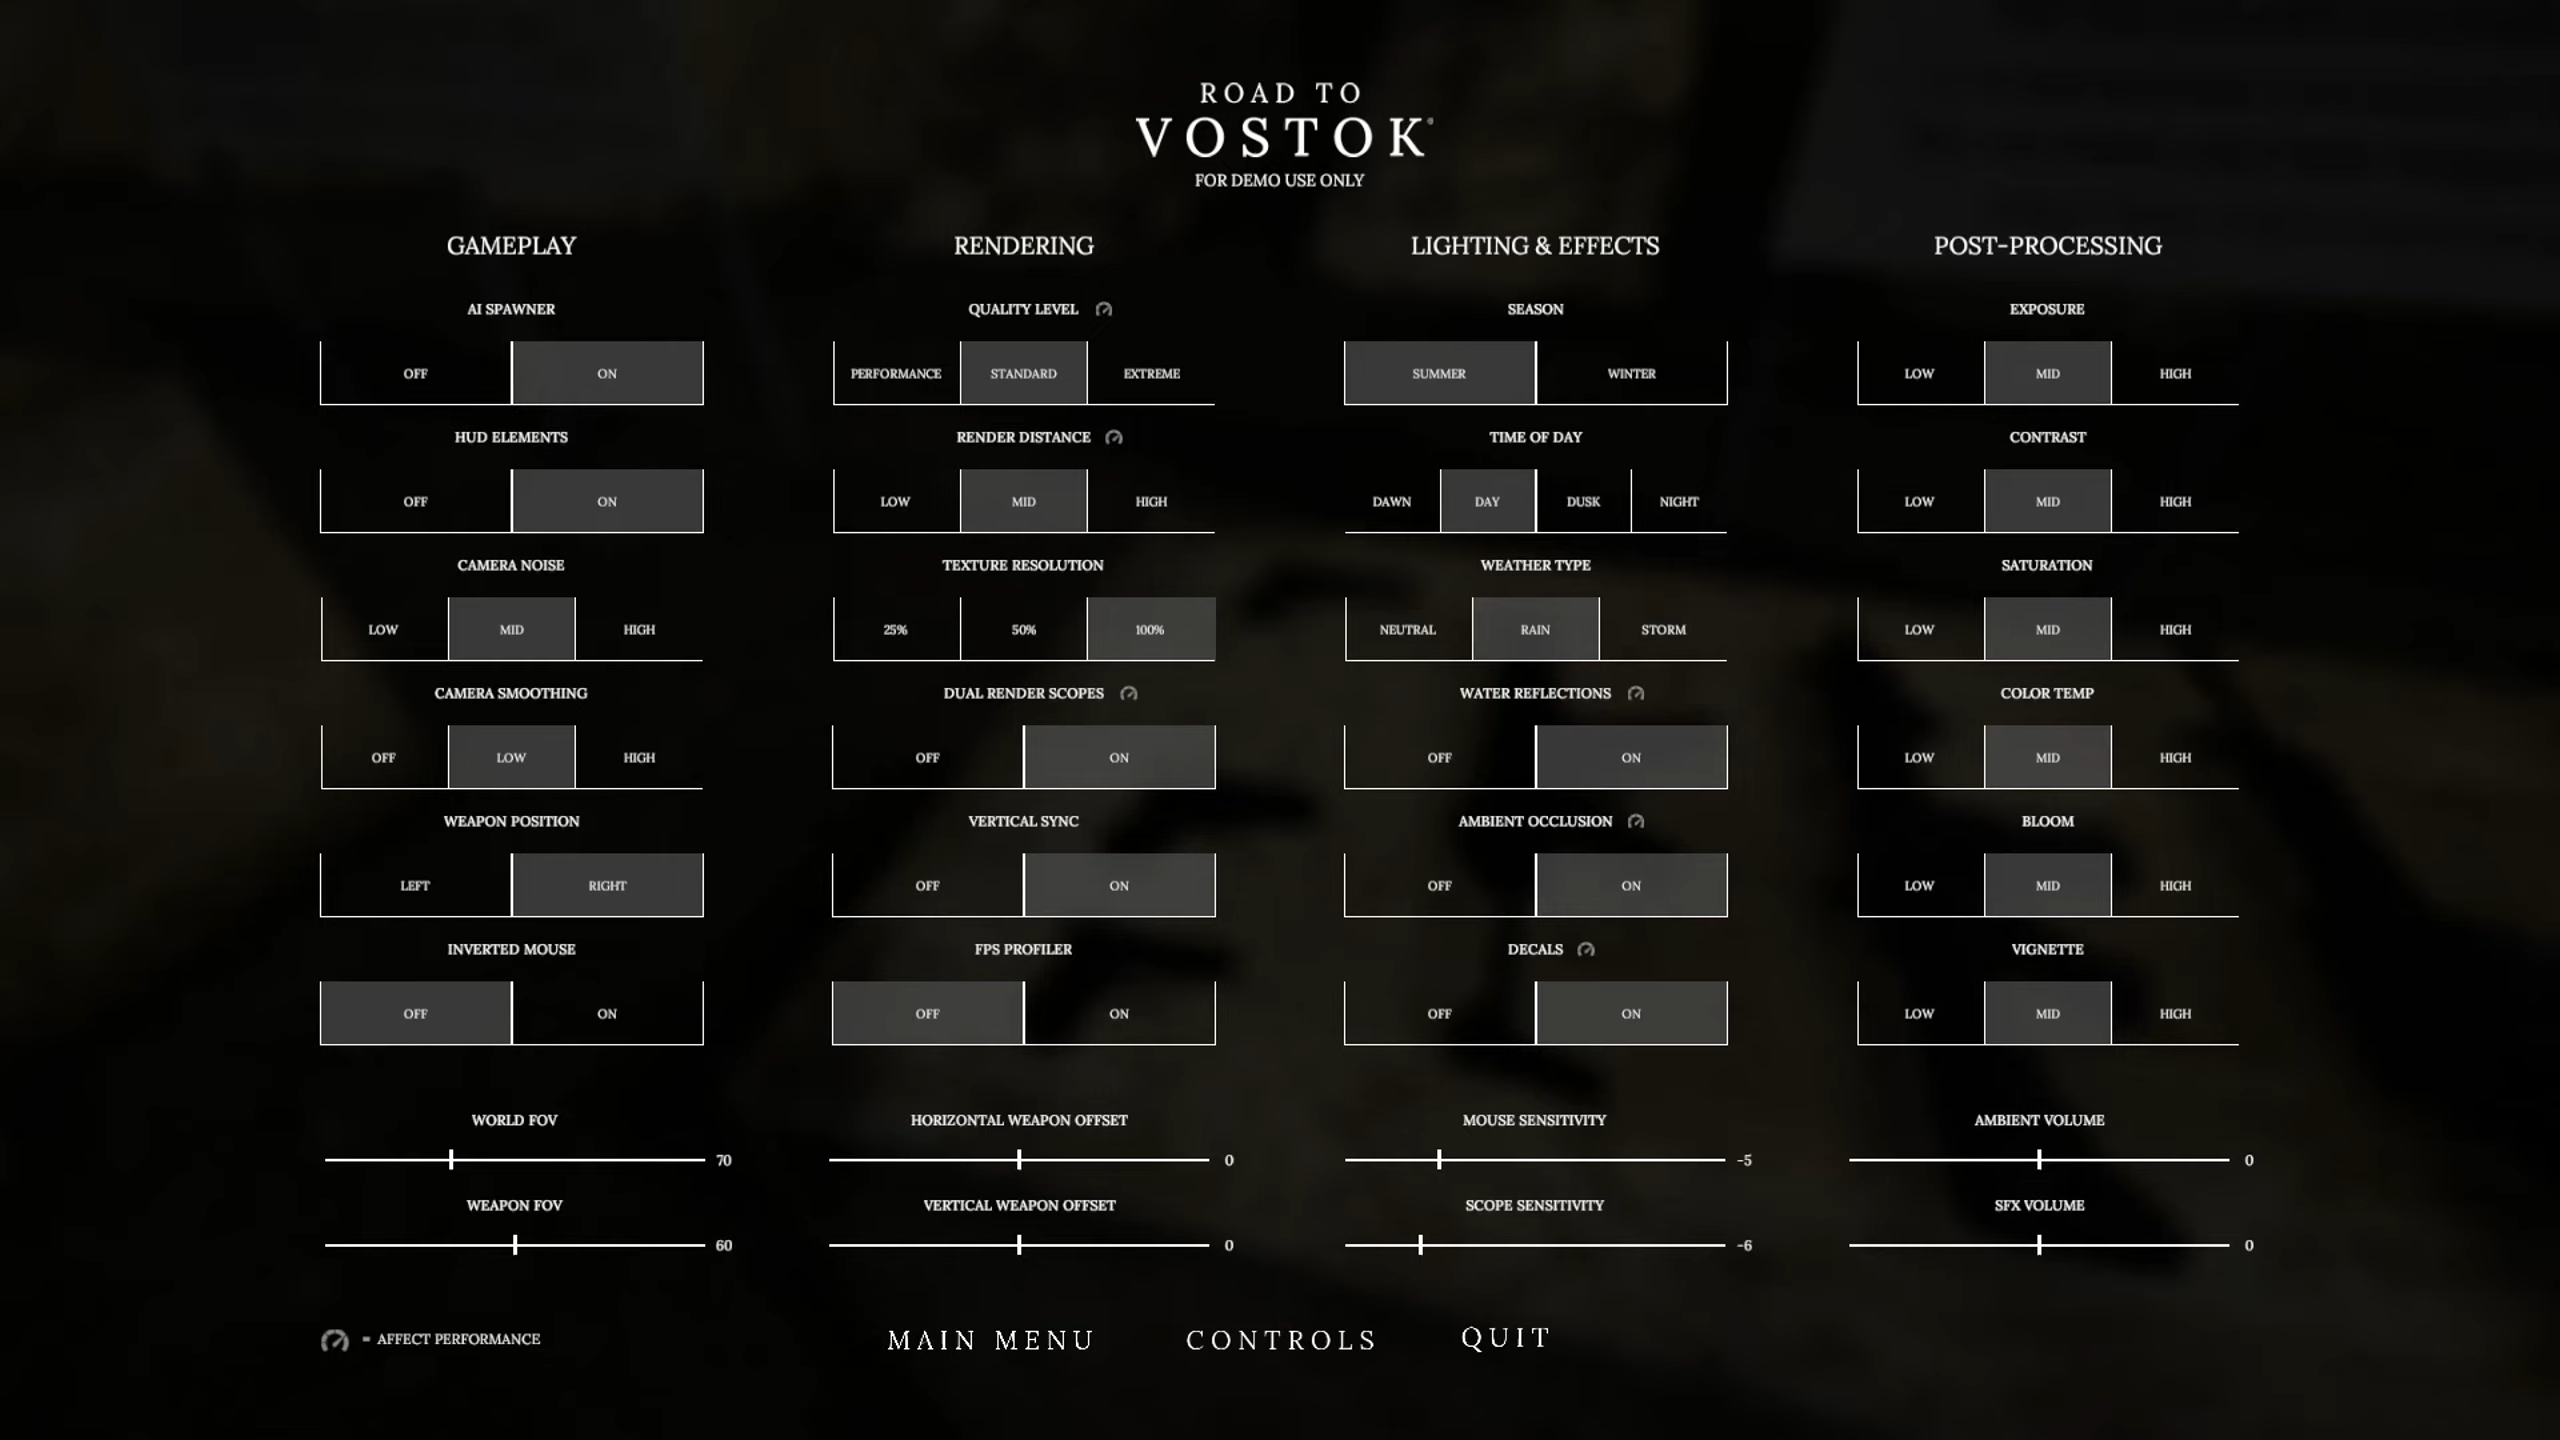 ROAD TO
VOSTOK
FOR DEMO USE ONLY
GAMEPLAY
AI SPAWNER
OFF ON
HUD ELEMENTS
OFF ON
CAMERA NOISE
LOW MID HIGH
CAMERA SMOOTHING
OFF LOW HIGH
WEAPON POSITION
LEFT RIGHT
INVERTED MOUSE
OFF ON
WORLD FOV
70
WEAPON FOV
60
RENDERING
QUALITY LEVEL
PERFORMANCE STANDARD EXTREME
RENDER DISTANCE
LOW MID HIGH
TEXTURE RESOLUTION
25% 50% 100%
DUAL RENDER SCOPES
OFF ON
VERTICAL SYNC
OFF ON
FPS PROFILER
OFF ON
HORIZONTAL WEAPON OFFSET
0
VERTICAL WEAPON OFFSET
0
LIGHTING & EFFECTS
SEASON
SUMMER WINTER
TIME OF DAY
DAWN DAY DUSK NIGHT
WEATHER TYPE
NEUTRAL RAIN STORM
WATER REFLECTIONS
OFF ON
AMBIENT OCCLUSION
OFF ON
DECALS
OFF ON
MOUSE SENSITIVITY
-5
SCOPE SENSITIVITY
-6
POST-PROCESSING
EXPOSURE
LOW MID HIGH
CONTRAST
LOW MID HIGH
SATURATION
LOW MID HIGH
COLOR TEMP
LOW MID HIGH
BLOOM
LOW MID HIGH
VIGNETTE
LOW MID HIGH
AMBIENT VOLUME
0
SFX VOLUME
0
= AFFECT PERFORMANCE
MAIN MENU CONTROLS QUIT